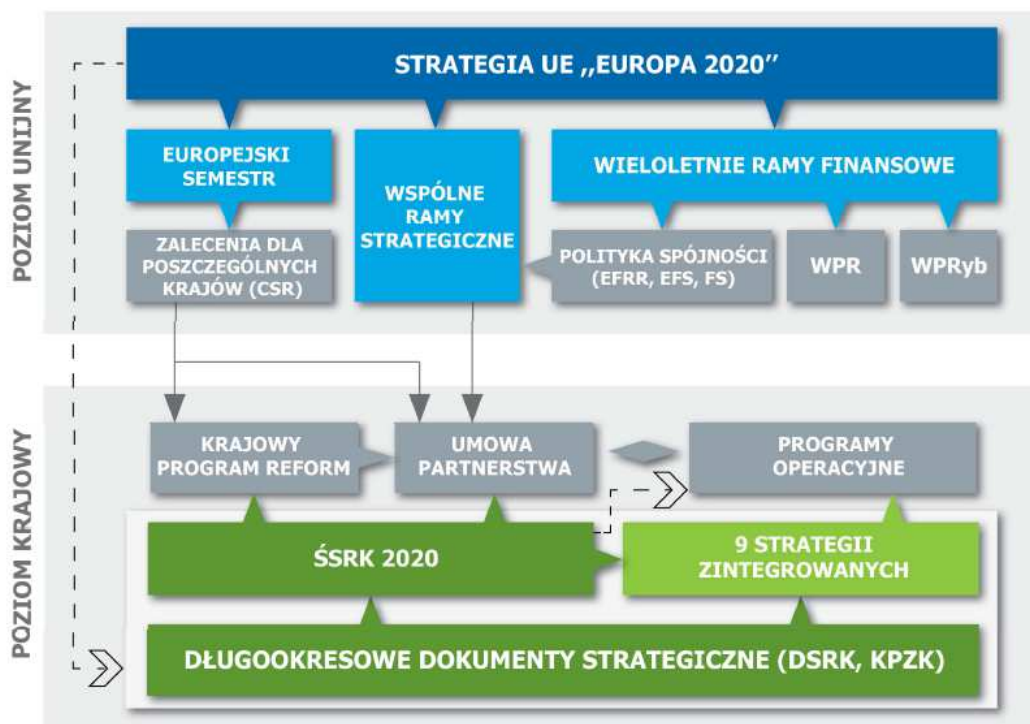 POZIOM UNIJNY
STRATEGIA UE „EUROPA 2020”
EUROPEJSKI
SEMESTR
WSPÓLNE
RAMY
STRATEGICZNE
WIELOLETNIE RAMY FINANSOWE
ZALECENIA DLA
POSZCZEGÓLNYCH
KRAJÓW (CSR)
POLITYKA SPÓJNOŚCI
(EFRR, EFS, FS)
WPR
WPRyb
POZIOM KRAJOWY
KRAJOWY
PROGRAM REFORM
UMOWA
PARTNERSTWA
PROGRAMY
OPERACYJNE
ŚSRK 2020
9 STRATEGII
ZINTEGROWANYCH
DŁUGOOKRESOWE DOKUMENTY STRATEGICZNE (DSRK, KPZK)